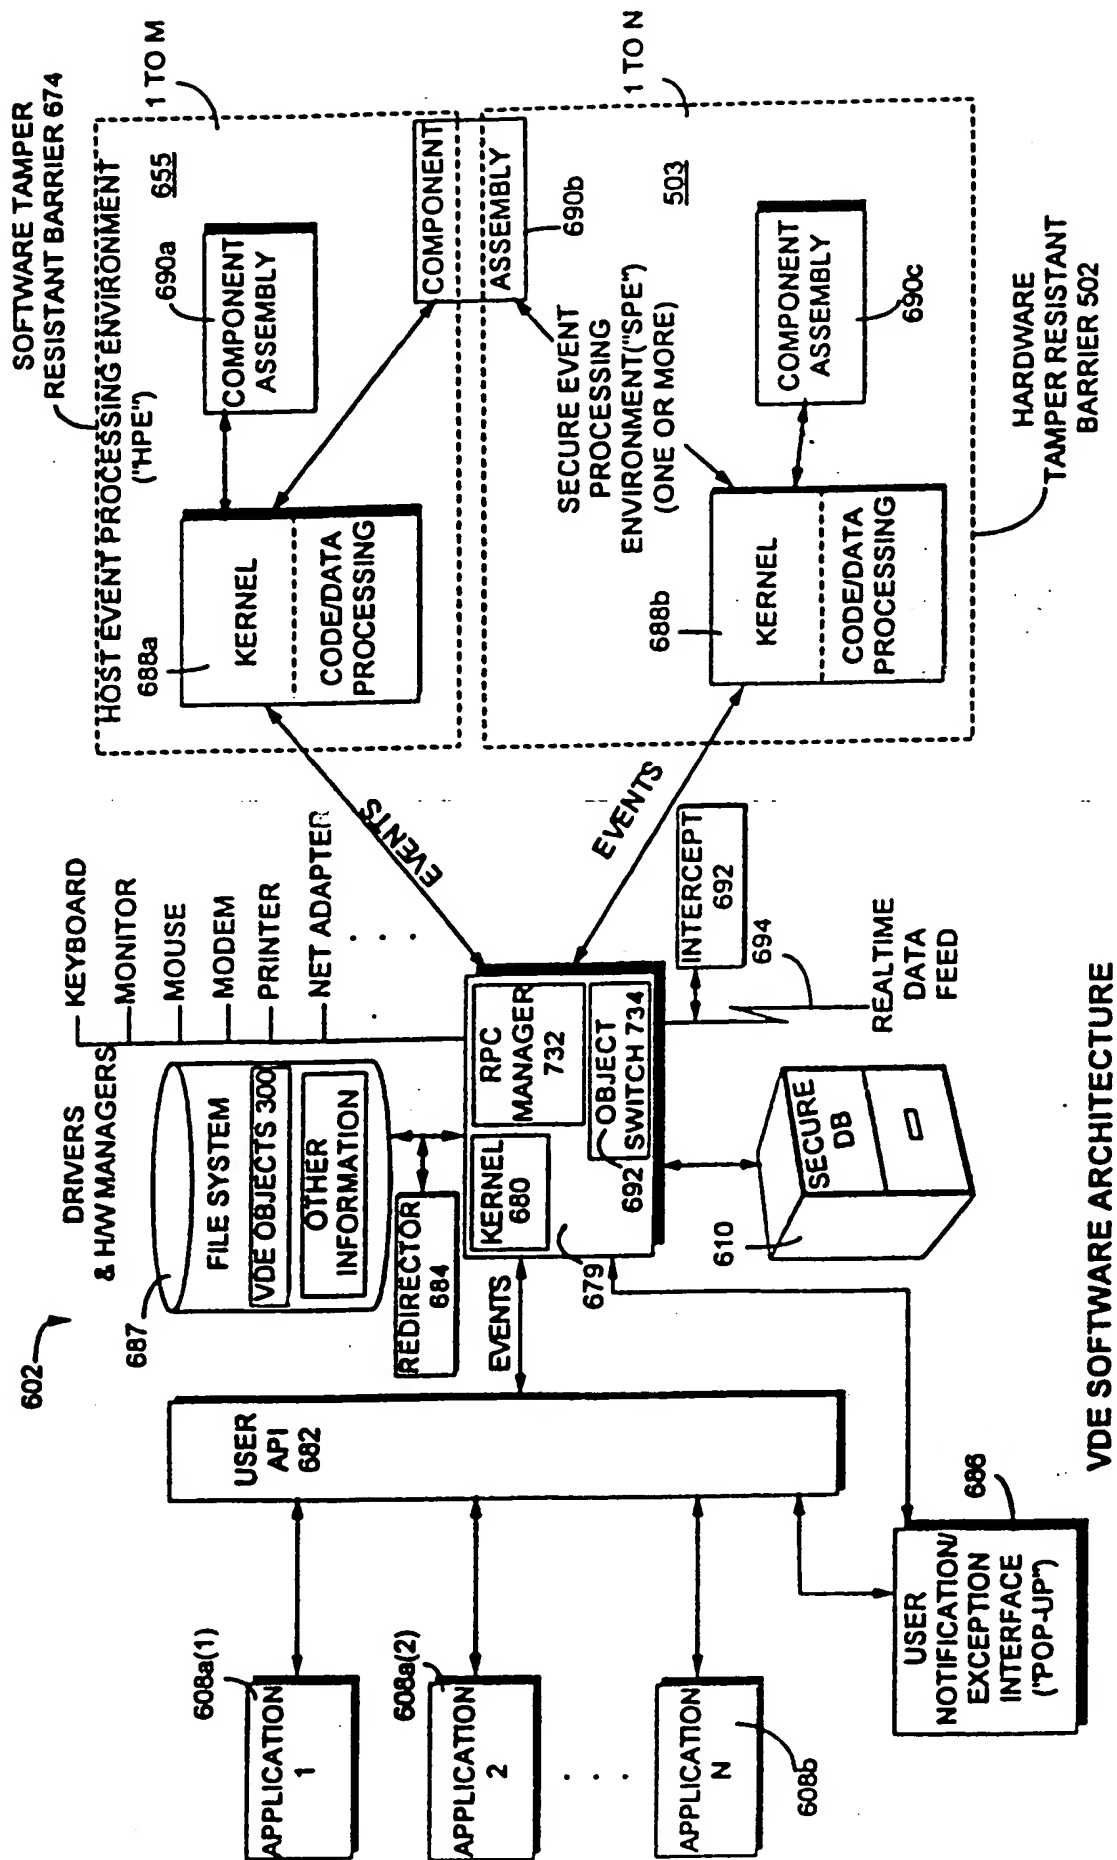 602
DRIVERS
& H/W MANAGERS
KEYBOARD
MONITOR
MOUSE
MODEM
PRINTER
NET ADAPTER
. . .
687
FILE SYSTEM
VDE OBJECTS 300
OTHER
INFORMATION
REDIRECTOR
684
608a(1)
APPLICATION
1
608a(2)
APPLICATION
2
. . . .
APPLICATION
N
608b
USER
API
682
EVENTS
KERNEL
680
RPC
MANAGER
732
692
OBJECT
SWITCH 734
679
610
SECURE
DB
INTERCEPT
692
694
REALTIME
DATA
FEED
686
USER
NOTIFICATION/
EXCEPTION
INTERFACE
("POP-UP")
EVENTS
EVENTS
SOFTWARE TAMPER
RESISTANT BARRIER 674
HOST EVENT PROCESSING ENVIRONMENT
("HPE")
655
1 TO M
688a
KERNEL
CODE/DATA
PROCESSING
690a
COMPONENT
ASSEMBLY
COMPONENT
ASSEMBLY
690b
SECURE EVENT
PROCESSING
ENVIRONMENT("SPE")
(ONE OR MORE)
503
1 TO N
688b
KERNEL
CODE/DATA
PROCESSING
COMPONENT
ASSEMBLY
690c
HARDWARE
TAMPER RESISTANT
BARRIER 502
VDE SOFTWARE ARCHITECTURE